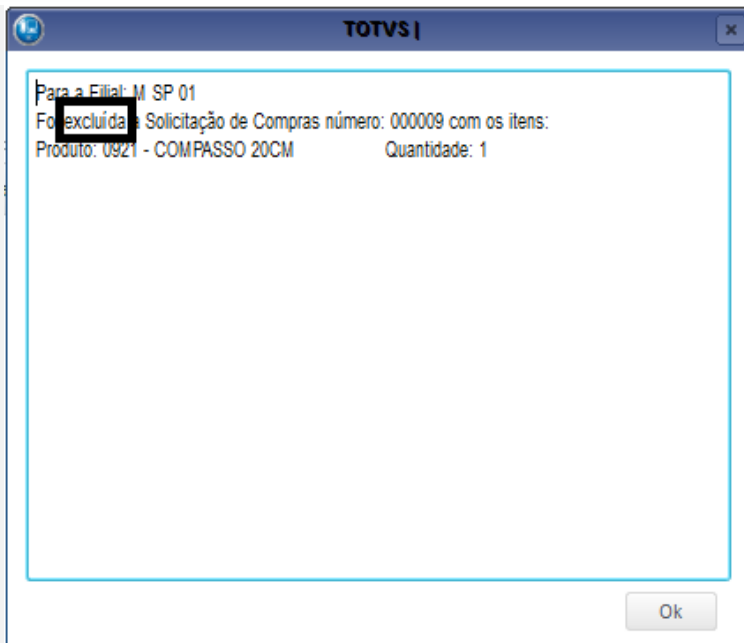 TOTVS |
Para a Filial: M SP 01
Foi excluída a Solicitação de Compras número: 000009 com os itens:
Produto: 0921 - COMPASSO 20CM Quantidade: 1
Ok